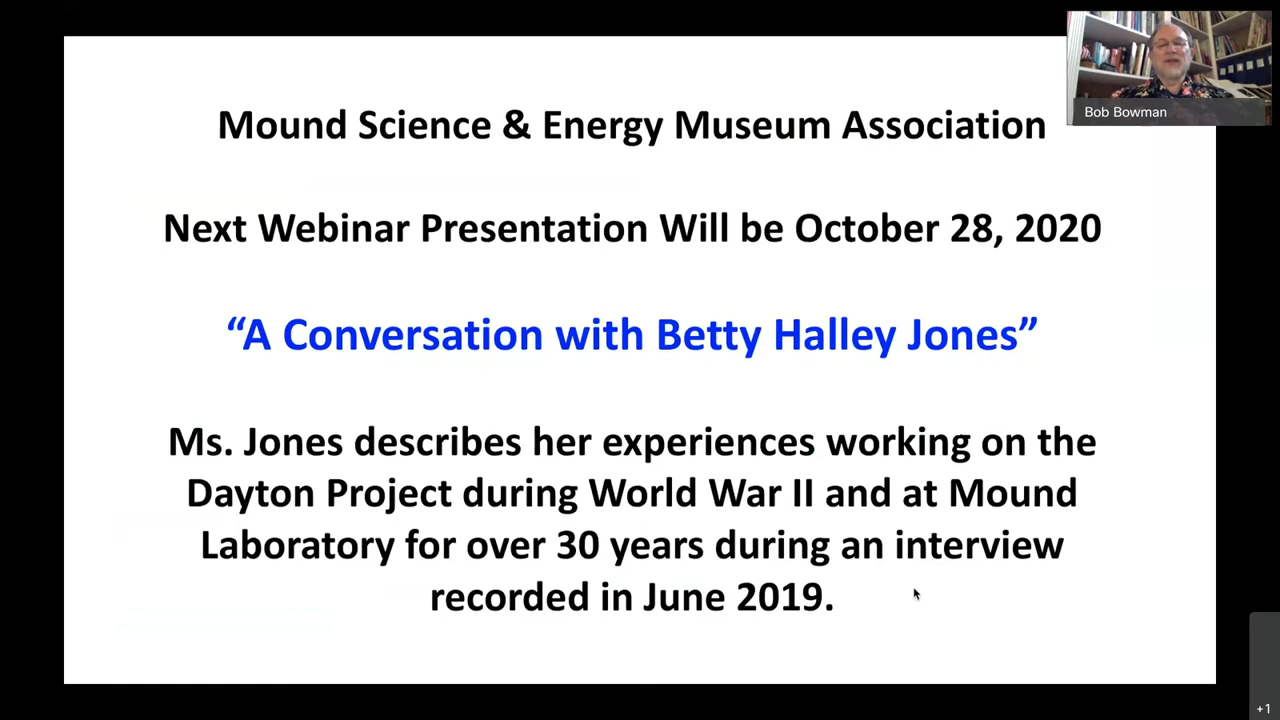 Mound Science & Energy Museum Association
Bob Bowman
Next Webinar Presentation Will be October 28, 2020
“A Conversation with Betty Halley Jones”
Ms. Jones describes her experiences working on the
Dayton Project during World War II and at Mound
Laboratory for over 30 years during an interview
recorded in June 2019.
+1